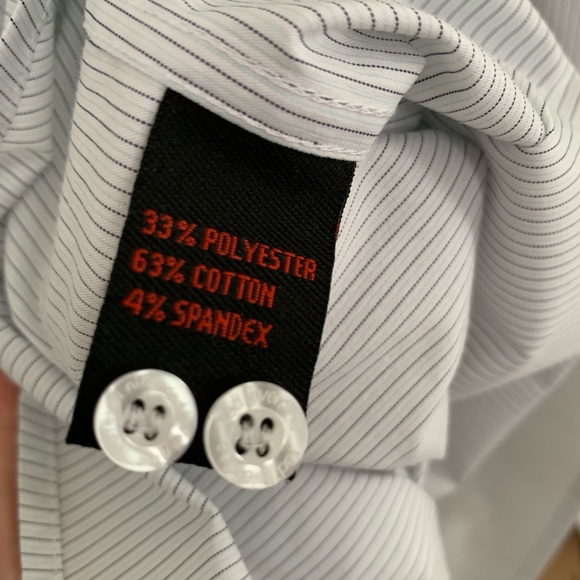 33% POLYESTER
63% COTTON
4% SPANDEX